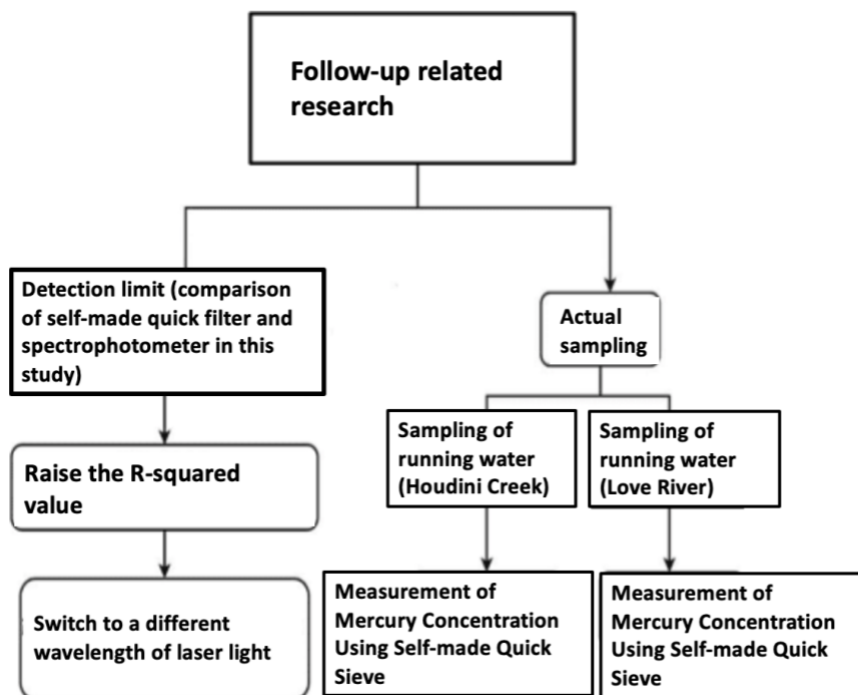 Follow-up related
research
Detection limit (comparison
of self-made quick filter and
spectrophotometer in this
study)
Actual
sampling
Raise the R-squared
value
Sampling of
running water
(Houdini Creek)
Sampling of
running water
(Love River)
Switch to a different
wavelength of laser light
Measurement of
Mercury Concentration
Using Self-made Quick
Sieve
Measurement of
Mercury Concentration
Using Self-made Quick
Sieve